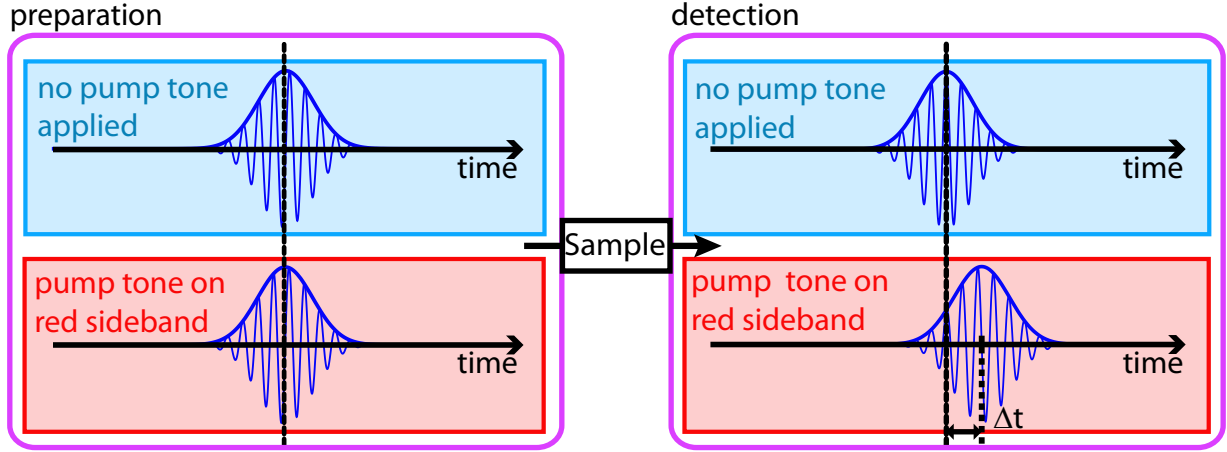 preparation
no pump tone
applied
time
pump tone on
red sideband
time
Sample
detection
no pump tone
applied
time
pump tone on
red sideband
time
Δt